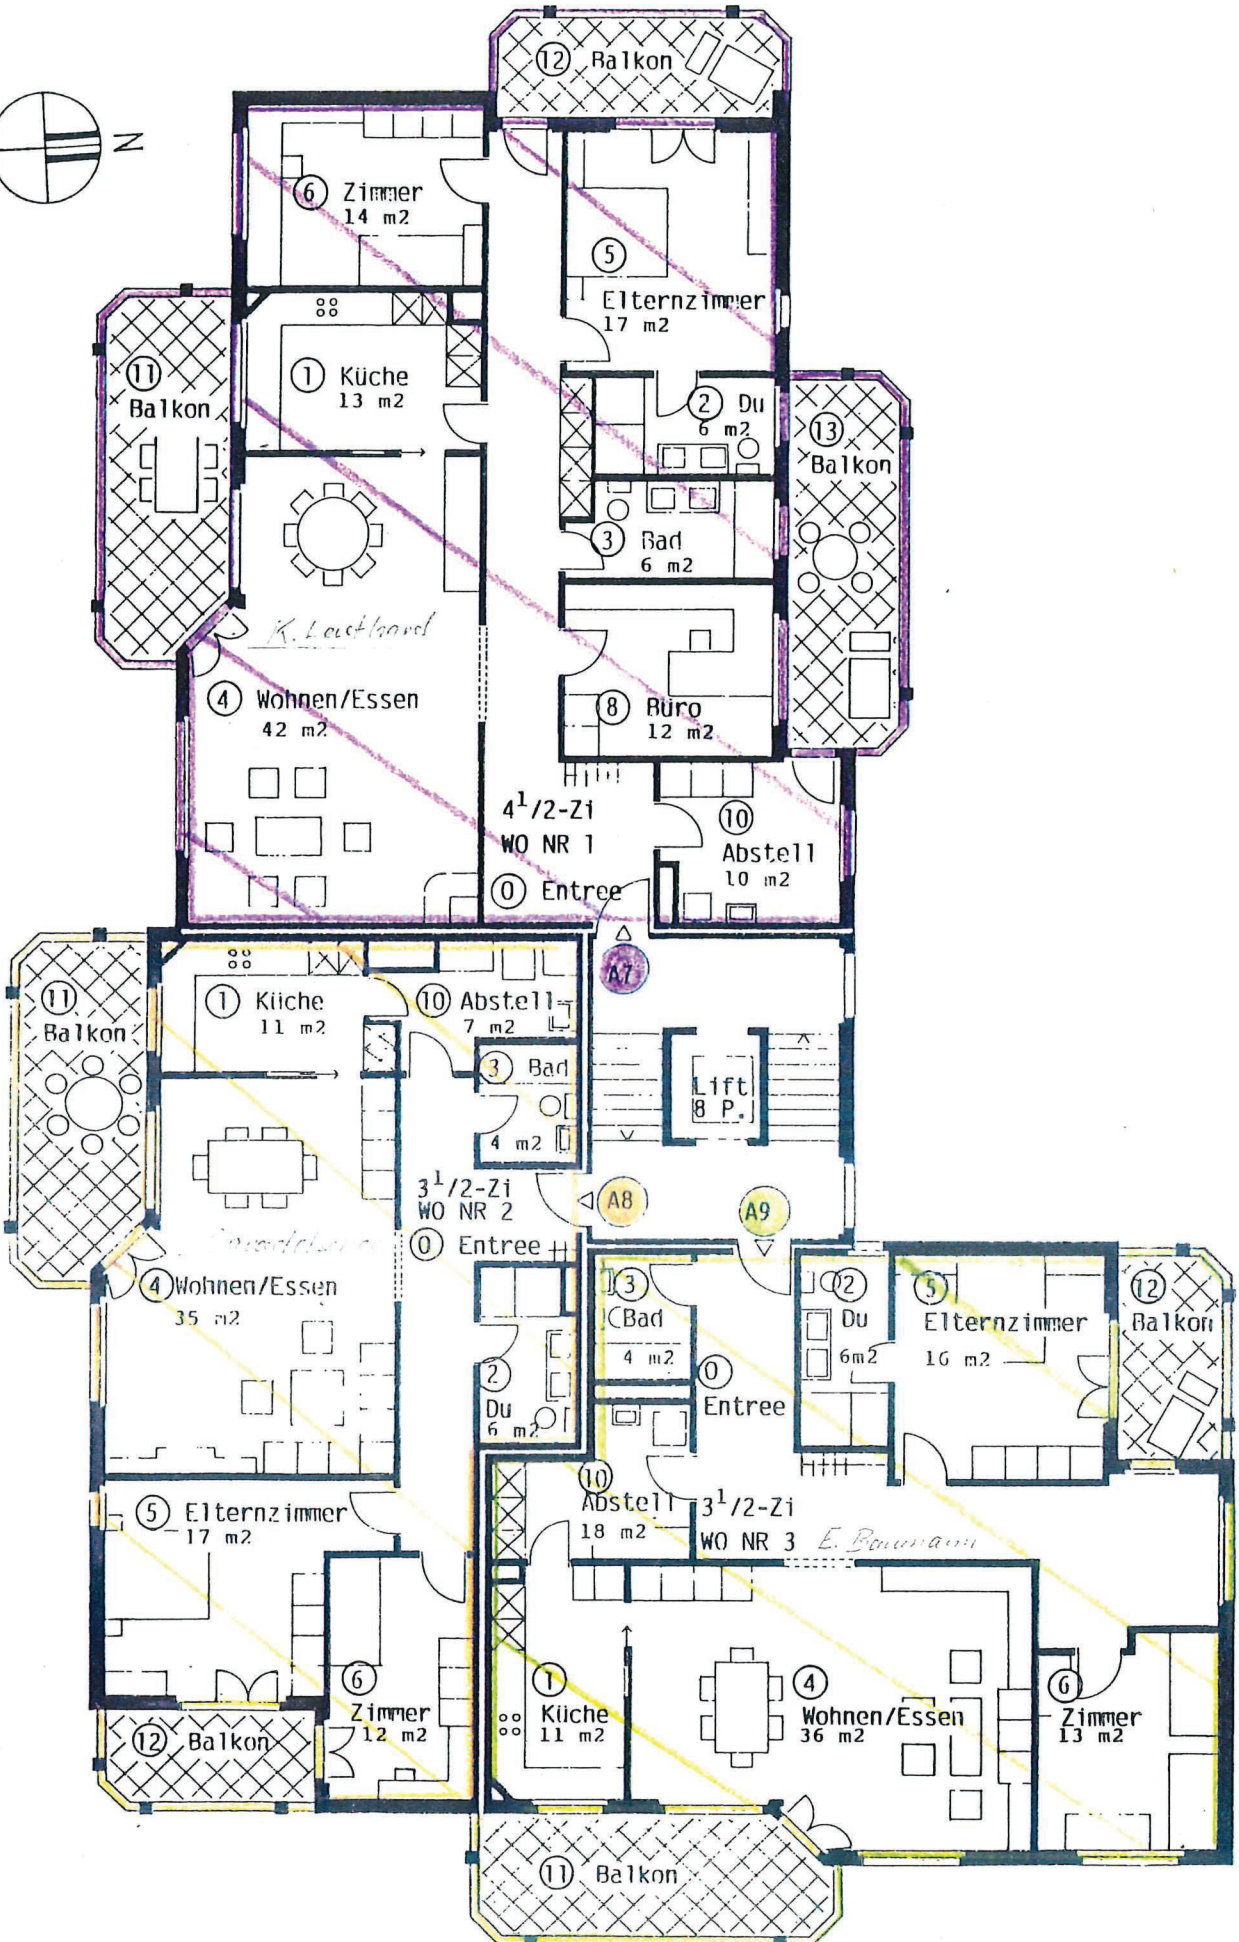 N
12 Balkon
6 Zimmer
14 m2
5
Elternzimmer
17 m2
11
Balkon
1 Küche
13 m2
2 Du
6 m2
13
Balkon
3 Bad
6 m2
4 Wohnen/Essen
42 m2
8 Büro
12 m2
4 1/2-Zi
WO NR 1
0 Entree
10
Abstell
10 m2
A7
11
Balkon
1 Küche
11 m2
10 Abstell
7 m2
3 Bad
4 m2
Lift
8 P.
3 1/2-Zi
WO NR 2
0 Entree
A8
A9
4 Wohnen/Essen
35 m2
2
Du
6 m2
3
Bad
4 m2
0
Entree
2
Du
6m2
5
Elternzimmer
16 m2
12
Balkon
5 Elternzimmer
17 m2
10
Abstell
18 m2
3 1/2-Zi
WO NR 3 E. Baumann
6
Zimmer
12 m2
12 Balkon
1
Küche
11 m2
4
Wohnen/Essen
36 m2
6
Zimmer
13 m2
11 Balkon